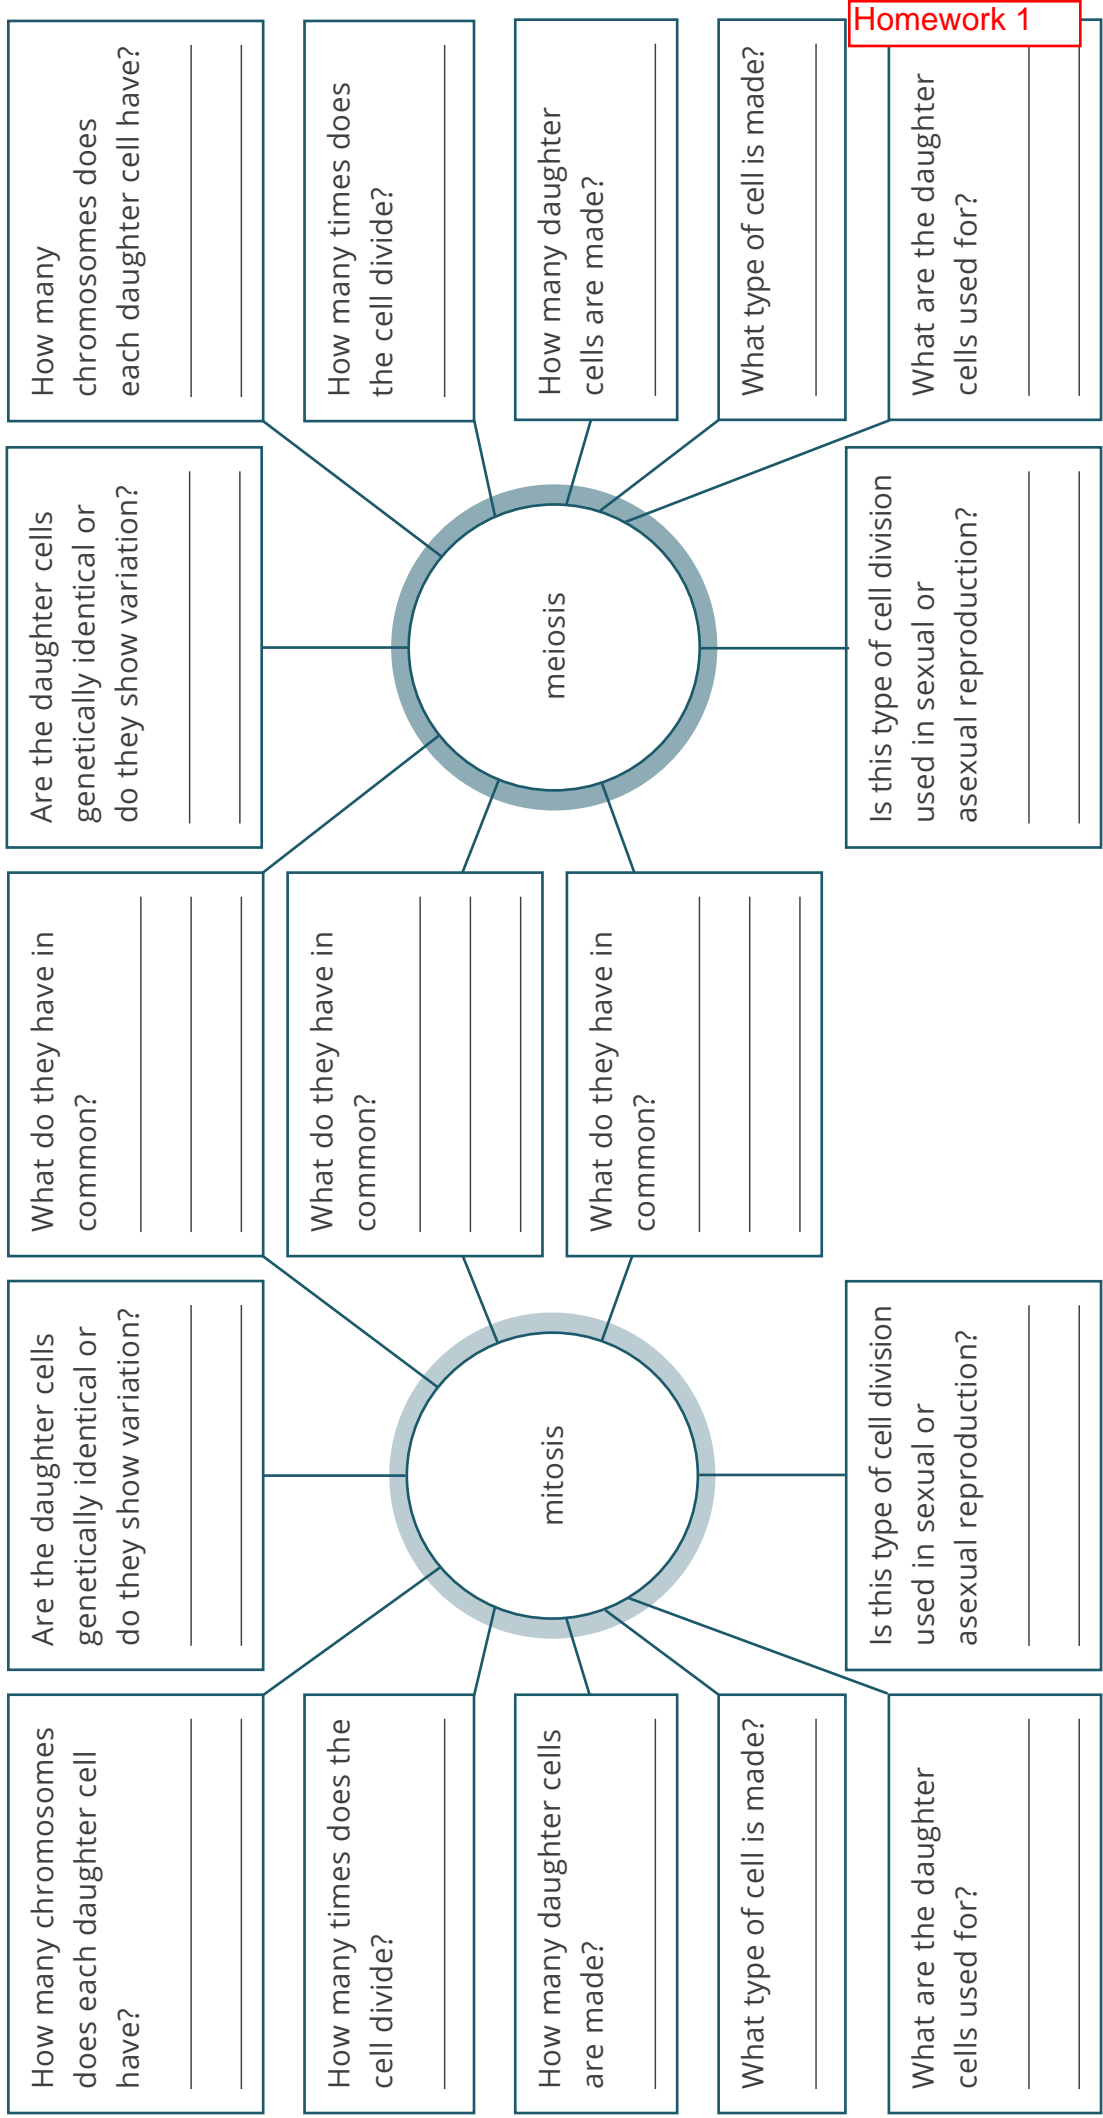 Homework 1
How many chromosomes
does each daughter cell
have?
How many times does the
cell divide?
How many daughter cells
are made?
What type of cell is made?
What are the daughter
cells used for?
Are the daughter cells
genetically identical or
do they show variation?
mitosis
Is this type of cell division
used in sexual or
asexual reproduction?
What do they have in
common?
What do they have in
common?
What do they have in
common?
Are the daughter cells
genetically identical or
do they show variation?
meiosis
Is this type of cell division
used in sexual or
asexual reproduction?
How many
chromosomes does
each daughter cell have?
How many times does
the cell divide?
How many daughter
cells are made?
What type of cell is made?
What are the daughter
cells used for?